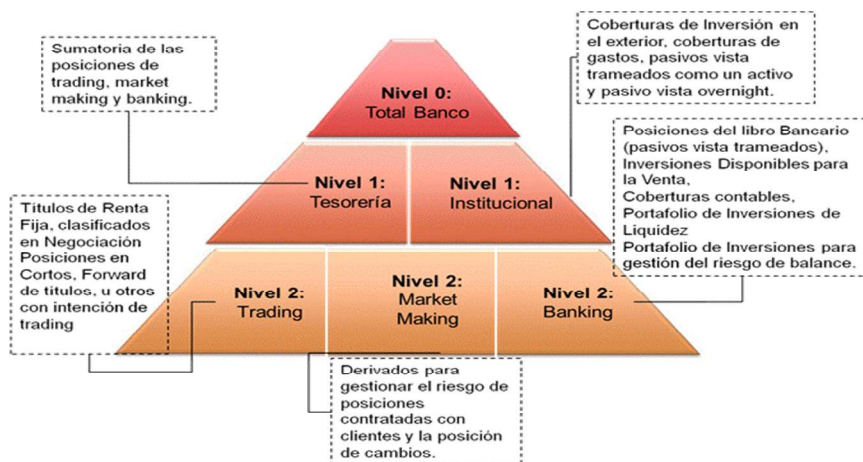 Sumatoria de las
posiciones de
trading, market
making y banking.
Coberturas de Inversión en
el exterior, coberturas de
gastos, pasivos vista
trameados como un activo
y pasivo vista overnight.
Nivel 0:
Total Banco
Nivel 1:
Tesorería
Nivel 1:
Institucional
Posiciones del libro Bancario
(pasivos vista trameados),
Inversiones Disponibles para
la Venta,
Coberturas contables,
Portafolio de Inversiones de
Liquidez
Portafolio de Inversiones para
gestión del riesgo de balance.
Títulos de Renta
Fija, clasificados
en Negociación
Posiciones en
Cortos, Forward
de títulos, u otros
con intención de
trading
Nivel 2:
Trading
Nivel 2:
Market
Making
Nivel 2:
Banking
Derivados para
gestionar el riesgo de
posiciones
contratadas con
clientes y la posición
de cambios.